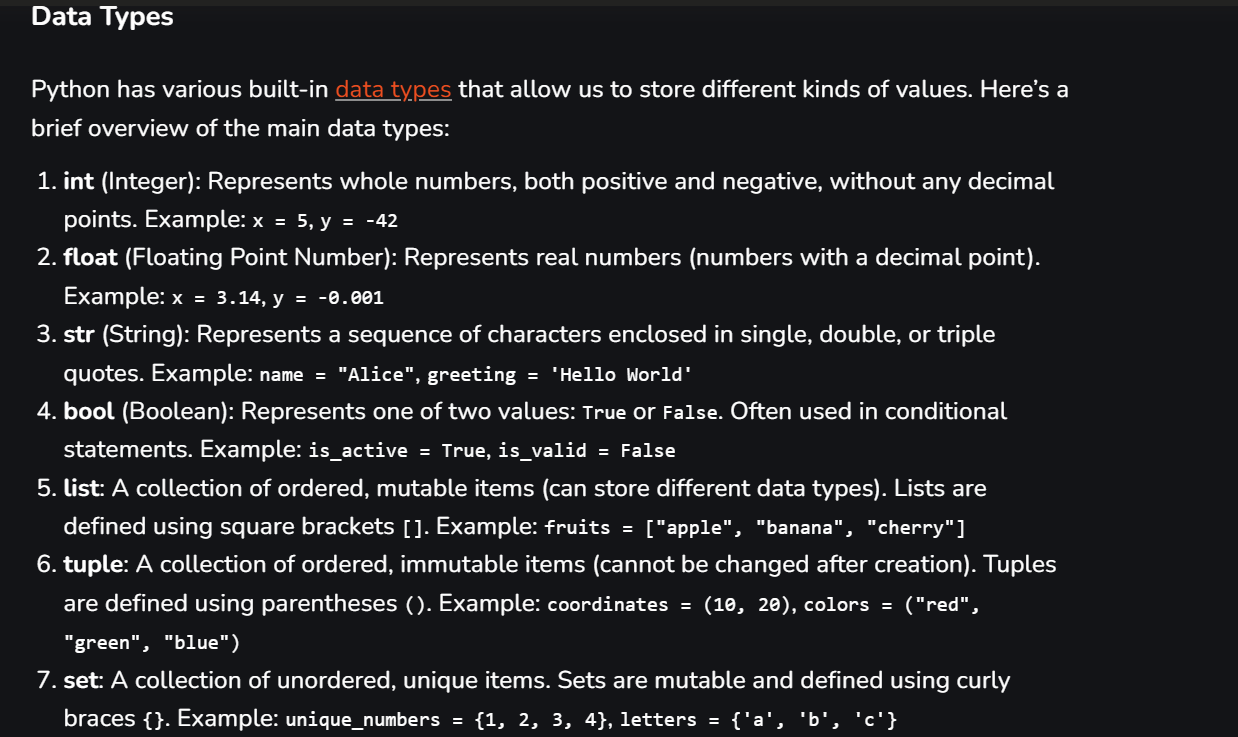 Data Types
Python has various built-in data types that allow us to store different kinds of values. Here’s a
brief overview of the main data types:
1. int (Integer): Represents whole numbers, both positive and negative, without any decimal
points. Example: x = 5, y = -42
2. float (Floating Point Number): Represents real numbers (numbers with a decimal point).
Example: x = 3.14, y = -0.001
3. str (String): Represents a sequence of characters enclosed in single, double, or triple
quotes. Example: name = "Alice", greeting = 'Hello World'
4. bool (Boolean): Represents one of two values: True or False. Often used in conditional
statements. Example: is_active = True, is_valid = False
5. list: A collection of ordered, mutable items (can store different data types). Lists are
defined using square brackets []. Example: fruits = ["apple", "banana", "cherry"]
6. tuple: A collection of ordered, immutable items (cannot be changed after creation). Tuples
are defined using parentheses (). Example: coordinates = (10, 20), colors = ("red",
"green", "blue")
7. set: A collection of unordered, unique items. Sets are mutable and defined using curly
braces {}. Example: unique_numbers = {1, 2, 3, 4}, letters = {'a', 'b', 'c'}